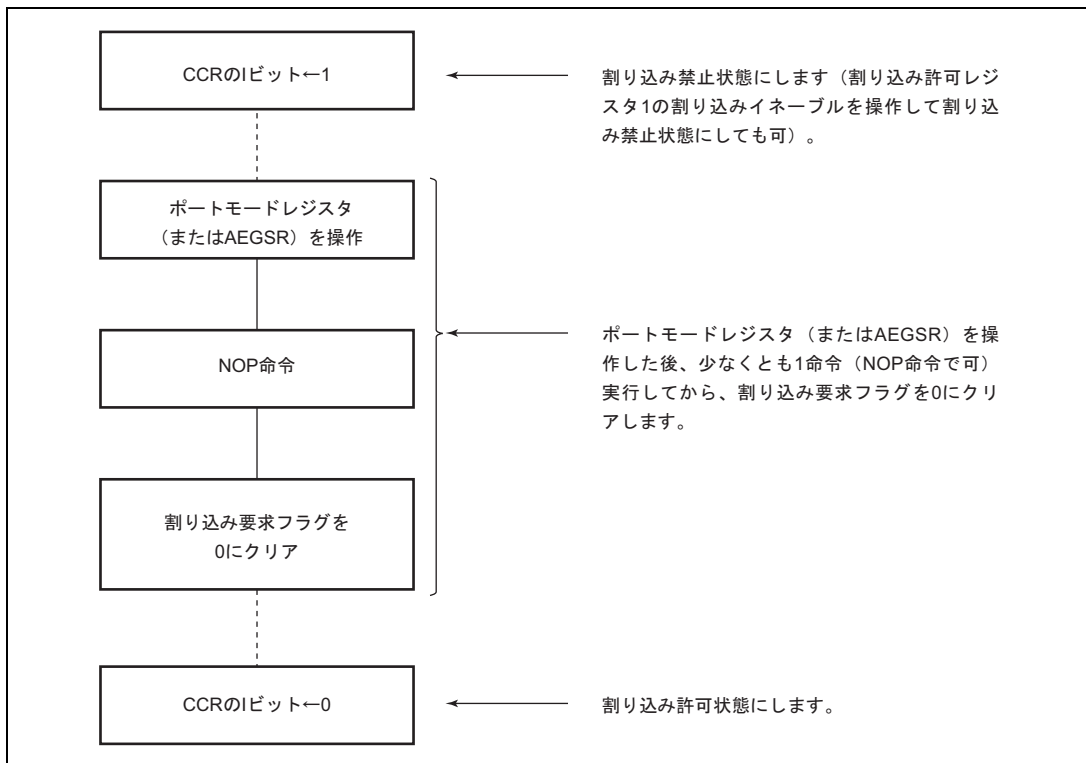 CCRのIビット←1
割り込み禁止状態にします（割り込み許可レジ
スタ1の割り込みイネーブルを操作して割り込
み禁止状態にしても可）。
ポートモードレジスタ
（またはAEGSR）を操作
NOP命令
ポートモードレジスタ（またはAEGSR）を操
作した後、少なくとも1命令（NOP命令で可）
実行してから、割り込み要求フラグを0にクリ
アします。
割り込み要求フラグを
0にクリア
CCRのIビット←0
割り込み許可状態にします。